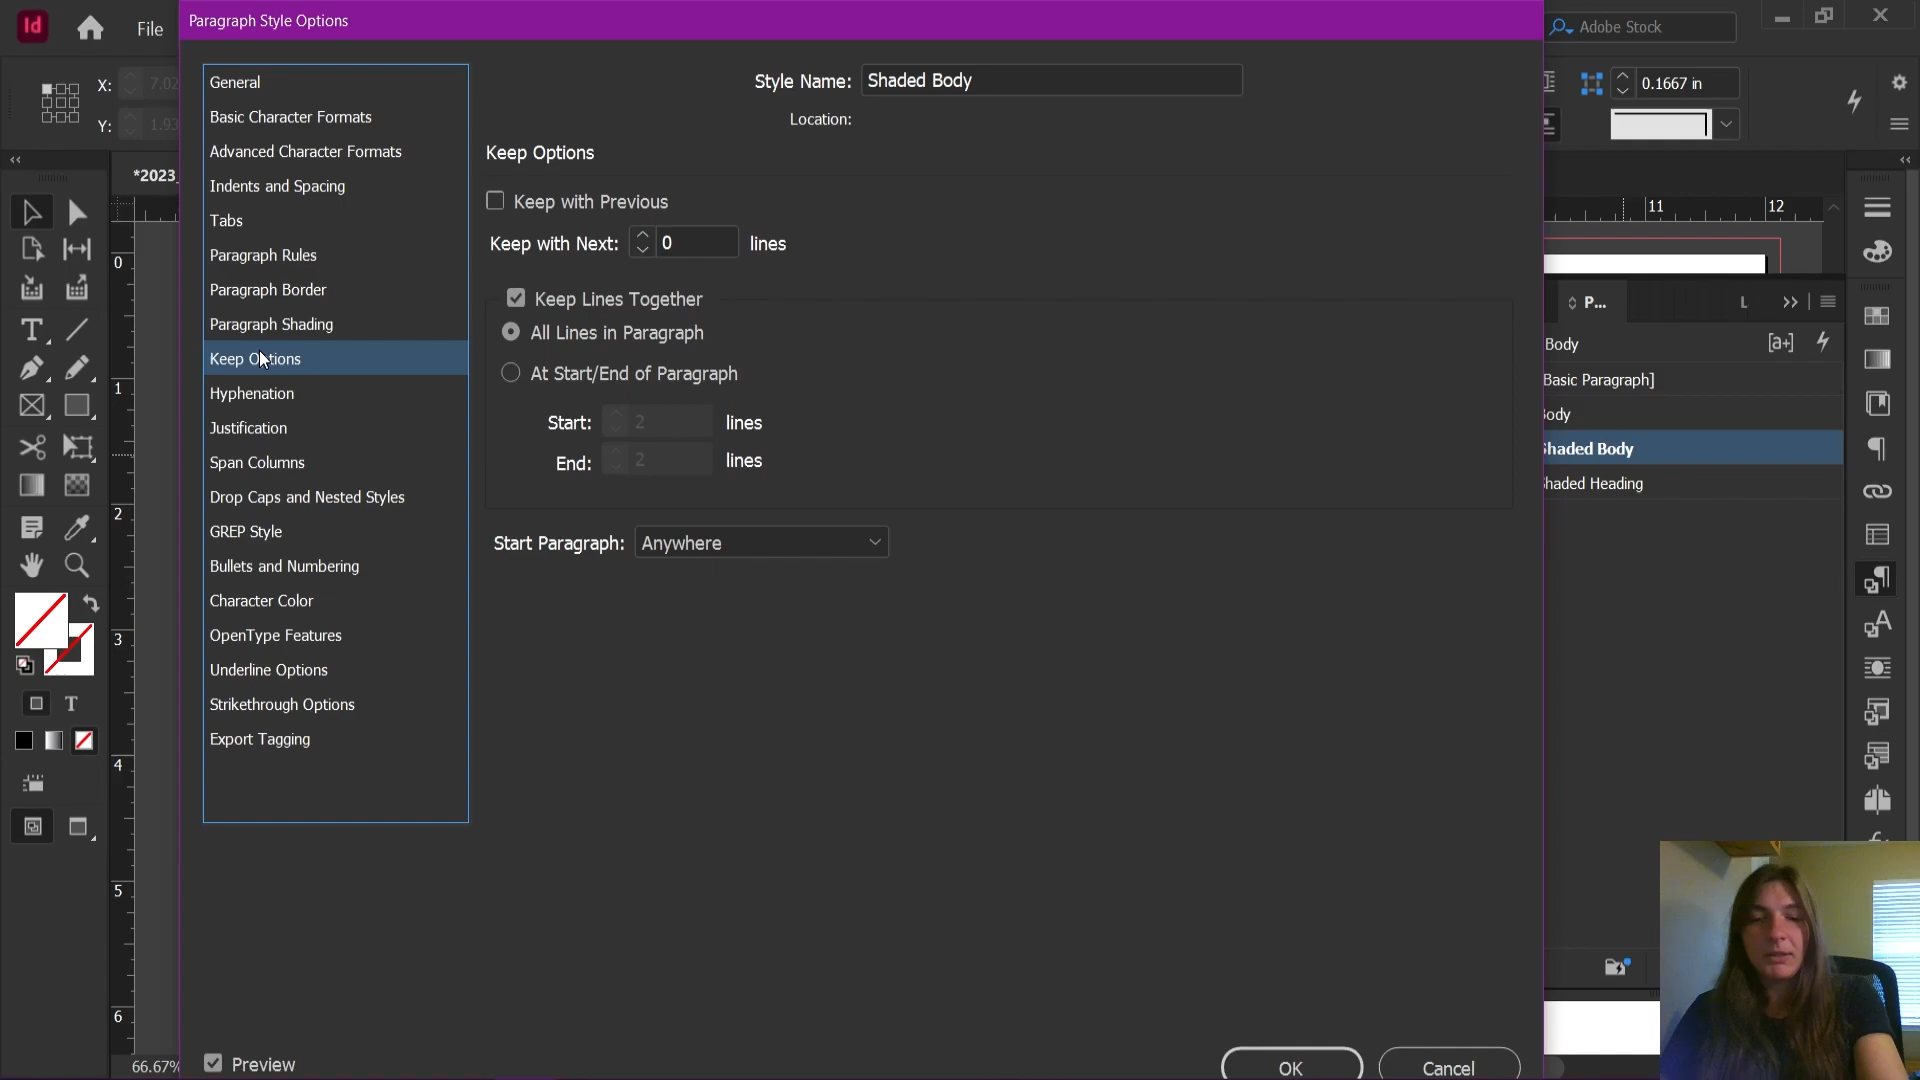 Id
File
Paragraph Style Options
Adobe Stock
X:
7.02
Y:
1.93
0.1667 in
*2023_
General
Basic Character Formats
Advanced Character Formats
Indents and Spacing
Tabs
Paragraph Rules
Paragraph Border
Paragraph Shading
Keep Options
Hyphenation
Justification
Span Columns
Drop Caps and Nested Styles
GREP Style
Bullets and Numbering
Character Color
OpenType Features
Underline Options
Strikethrough Options
Export Tagging
Style Name: Shaded Body
Location:
Keep Options
Keep with Previous
Keep with Next: 0 lines
Keep Lines Together
All Lines in Paragraph
At Start/End of Paragraph
Start: 2 lines
End: 2 lines
Start Paragraph: Anywhere
11
12
P...
L
Body
[a+]
Basic Paragraph]
ody
Shaded Body
haded Heading
0
1
2
3
4
5
6
T
T
66.67%
Preview
OK
Cancel